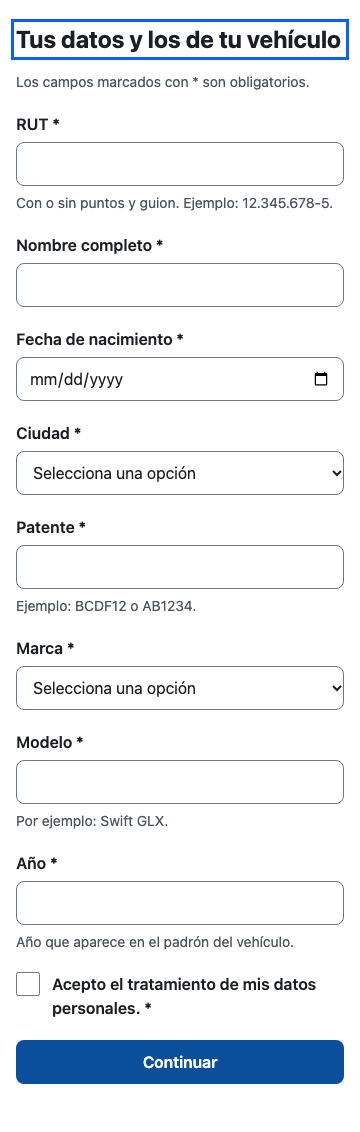 Tus datos y los de tu vehículo
Los campos marcados con * son obligatorios.
RUT *
Con o sin puntos y guion. Ejemplo: 12.345.678-5.
Nombre completo *
Fecha de nacimiento *
mm/dd/yyyy
Ciudad *
Selecciona una opción
Patente *
Ejemplo: BCDF12 o AB1234.
Marca *
Selecciona una opción
Modelo *
Por ejemplo: Swift GLX.
Año *
Año que aparece en el padrón del vehículo.
Acepto el tratamiento de mis datos
personales. *
Continuar